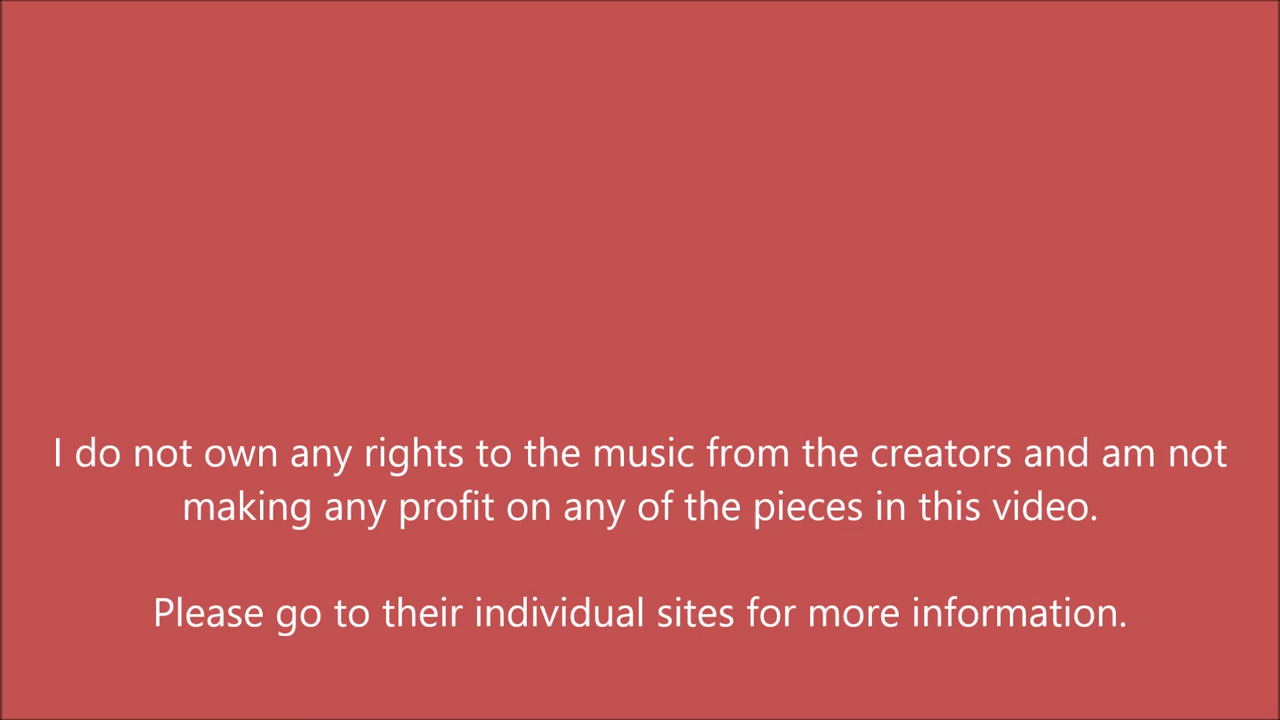 I do not own any rights to the music from the creators and am not
making any profit on any of the pieces in this video.
Please go to their individual sites for more information.